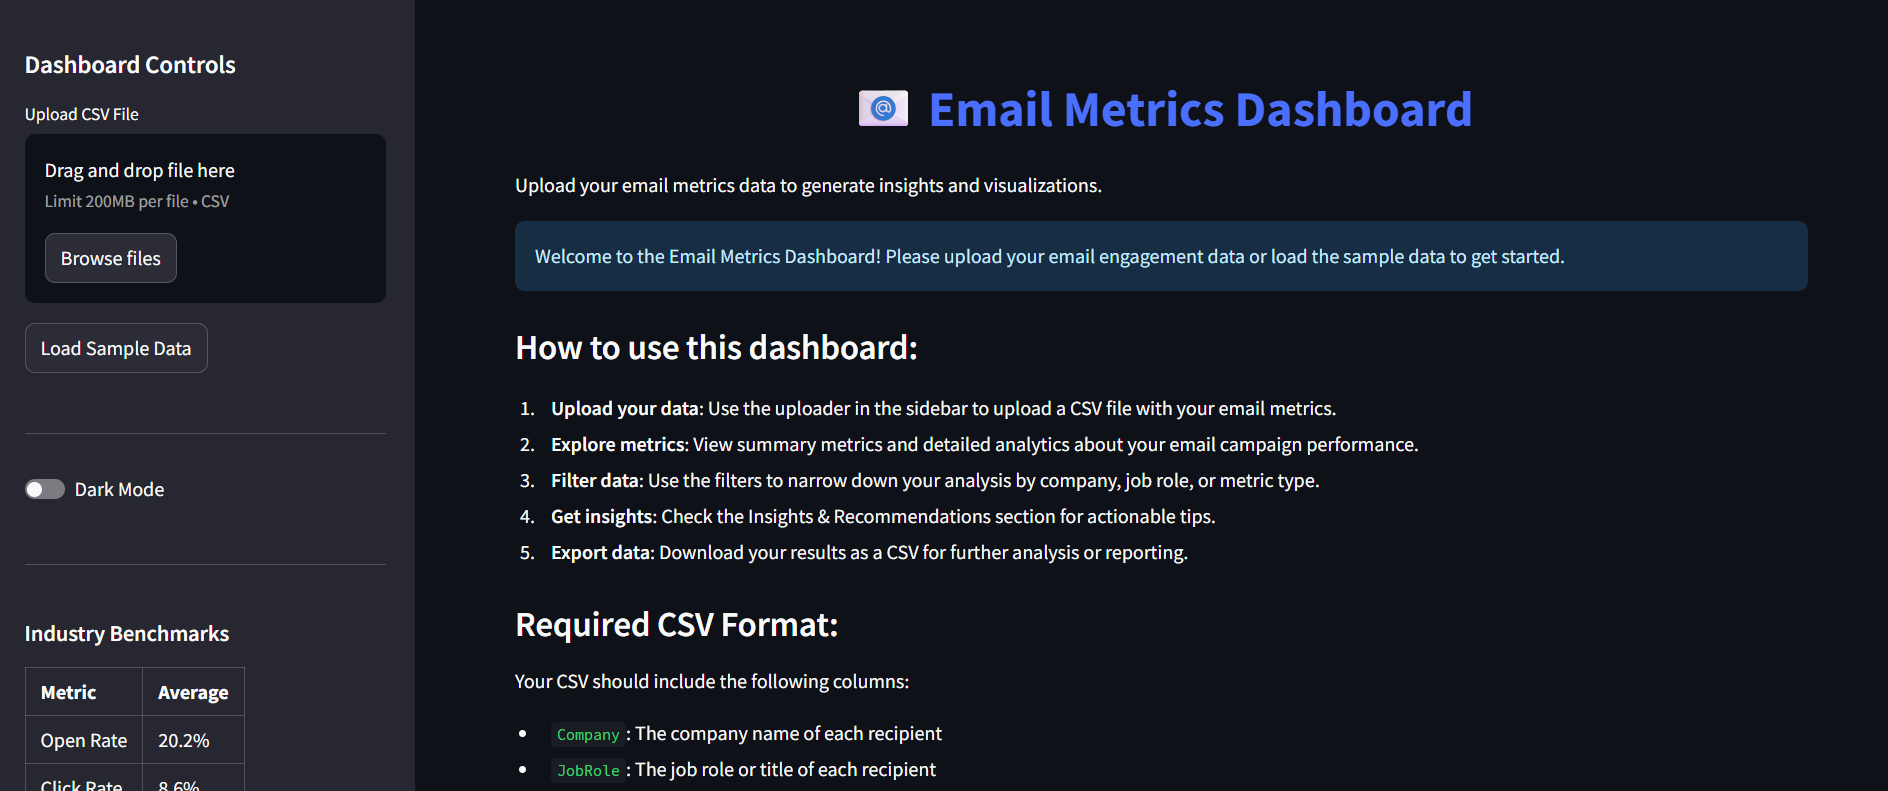 Dashboard Controls
Upload CSV File
Drag and drop file here
Limit 200MB per file • CSV
Browse files
Load Sample Data
Dark Mode
Industry Benchmarks
Metric Average
Open Rate 20.2%
Click Rate 8.6%
Email Metrics Dashboard
Upload your email metrics data to generate insights and visualizations.
Welcome to the Email Metrics Dashboard! Please upload your email engagement data or load the sample data to get started.
How to use this dashboard:
1. Upload your data: Use the uploader in the sidebar to upload a CSV file with your email metrics.
2. Explore metrics: View summary metrics and detailed analytics about your email campaign performance.
3. Filter data: Use the filters to narrow down your analysis by company, job role, or metric type.
4. Get insights: Check the Insights & Recommendations section for actionable tips.
5. Export data: Download your results as a CSV for further analysis or reporting.
Required CSV Format:
Your CSV should include the following columns:
• Company: The company name of each recipient
• JobRole: The job role or title of each recipient